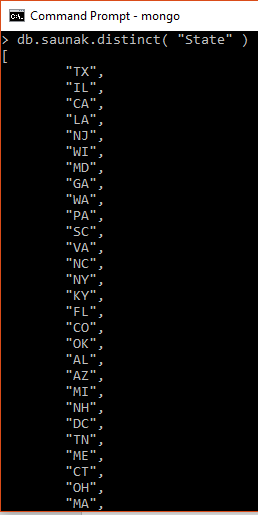 Command Prompt - mongo
> db.saunak.distinct( "State" )
[
"TX",
"IL",
"CA",
"LA",
"NJ",
"WI",
"MD",
"GA",
"WA",
"PA",
"SC",
"VA",
"NC",
"NY",
"KY",
"FL",
"CO",
"OK",
"AL",
"AZ",
"MI",
"NH",
"DC",
"TN",
"ME",
"CT",
"OH",
"MA",